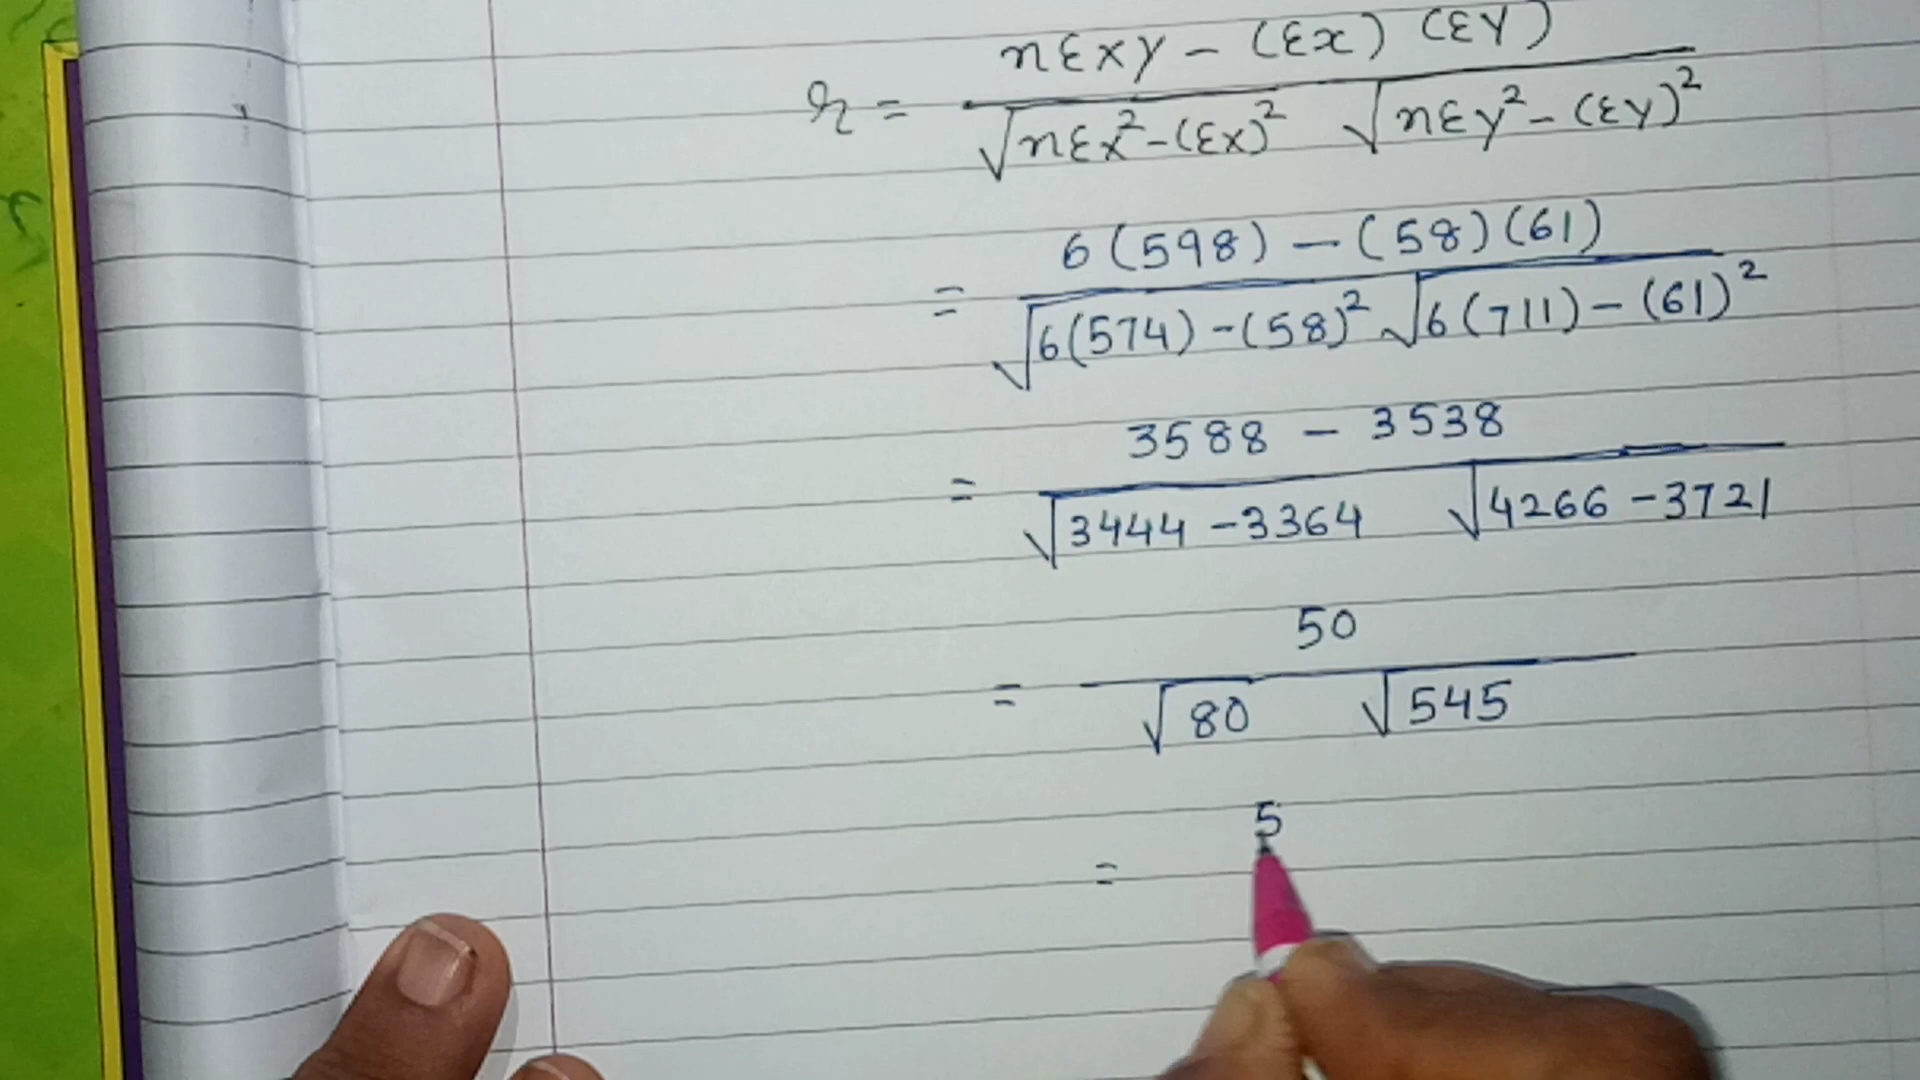 r = nΣxy - (Σx) (Σy) / √nΣx² - (Σx)² √nΣy² - (Σy)²
= 6(598) - (58)(61) / √6(574) - (58)² √6(711) - (61)²
= 3588 - 3538 / √3444 - 3364 √4266 - 3721
= 50 / √80 √545
= 5